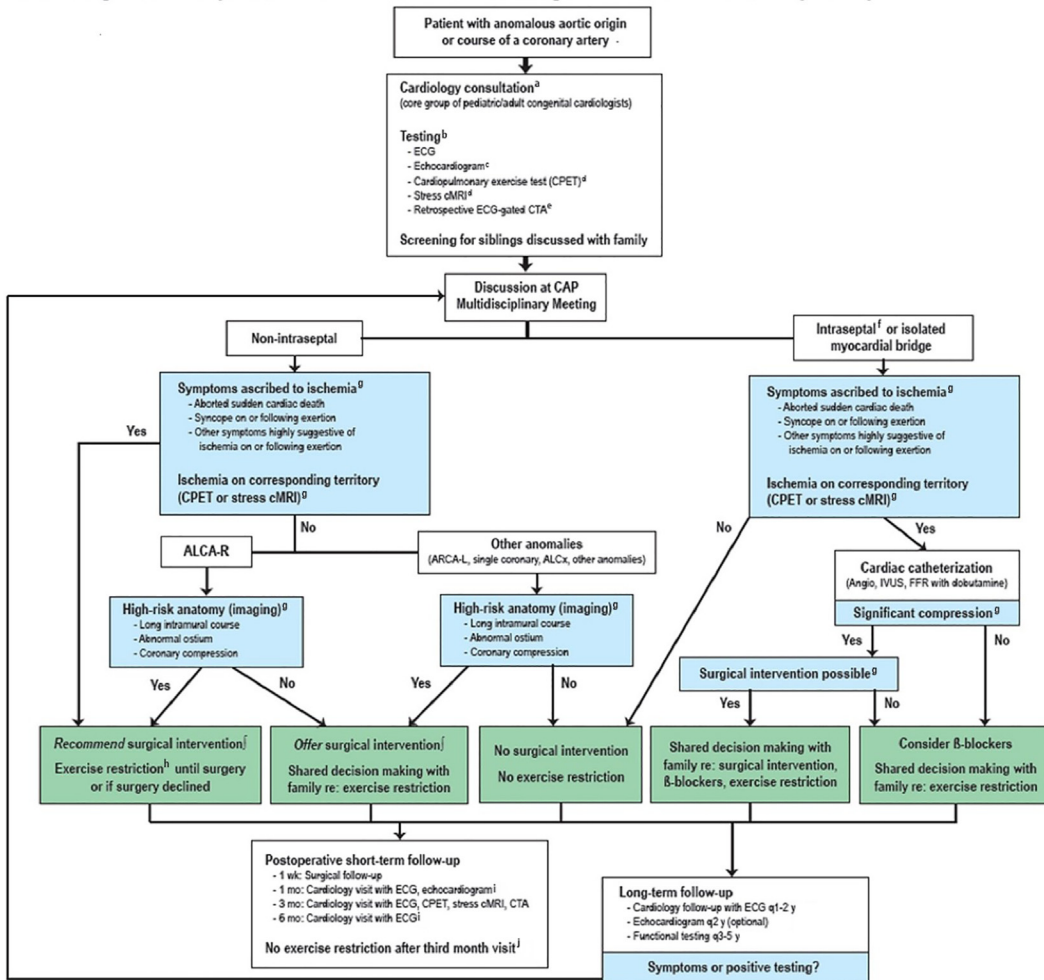 Patient with anomalous aortic origin
or course of a coronary artery
Cardiology consultationᵃ
(core group of pediatric/adult congenital cardiologists)
Testingᵇ
- ECG
- Echocardiogramᶜ
- Cardiopulmonary exercise test (CPET)ᵈ
- Stress cMRIᵈ
- Retrospective ECG-gated CTAᵉ
Screening for siblings discussed with family
Discussion at CAP
Multidisciplinary Meeting
Non-intraseptal
Intraseptalᶠ or isolated
myocardial bridge
Symptoms ascribed to ischemiaᵍ
- Aborted sudden cardiac death
- Syncope on or following exertion
- Other symptoms highly suggestive of
ischemia on or following exertion
Ischemia on corresponding territory
(CPET or stress cMRI)ᵍ
Symptoms ascribed to ischemiaᵍ
- Aborted sudden cardiac death
- Syncope on or following exertion
- Other symptoms highly suggestive of
ischemia on or following exertion
Ischemia on corresponding territory
(CPET or stress cMRI)ᵍ
Yes
No
No
Yes
ALCA-R
Other anomalies
(ARCA-L, single coronary, ALCx, other anomalies)
Cardiac catheterization
(Angio, IVUS, FFR with dobutamine)
Significant compressionᵍ
High-risk anatomy (imaging)ᵍ
- Long intramural course
- Abnormal ostium
- Coronary compression
High-risk anatomy (imaging)ᵍ
- Long intramural course
- Abnormal ostium
- Coronary compression
Yes
No
Surgical intervention possibleᵍ
Yes
No
Yes
No
Yes
No
Recommend surgical intervention∫
Exercise restrictionʰ until surgery
or if surgery declined
Offer surgical intervention∫
Shared decision making with
family re: exercise restriction
No surgical intervention
No exercise restriction
Shared decision making with
family re: surgical intervention,
ß-blockers, exercise restriction
Consider ß-blockers
Shared decision making with
family re: exercise restriction
Postoperative short-term follow-up
- 1 wk: Surgical follow-up
- 1 mo: Cardiology visit with ECG, echocardiogramⁱ
- 3 mo: Cardiology visit with ECG, CPET, stress cMRI, CTA
- 6 mo: Cardiology visit with ECGⁱ
No exercise restriction after third month visitʲ
Long-term follow-up
- Cardiology follow-up with ECG q1-2 y
- Echocardiogram q2 y (optional)
- Functional testing q3-5 y
Symptoms or positive testing?